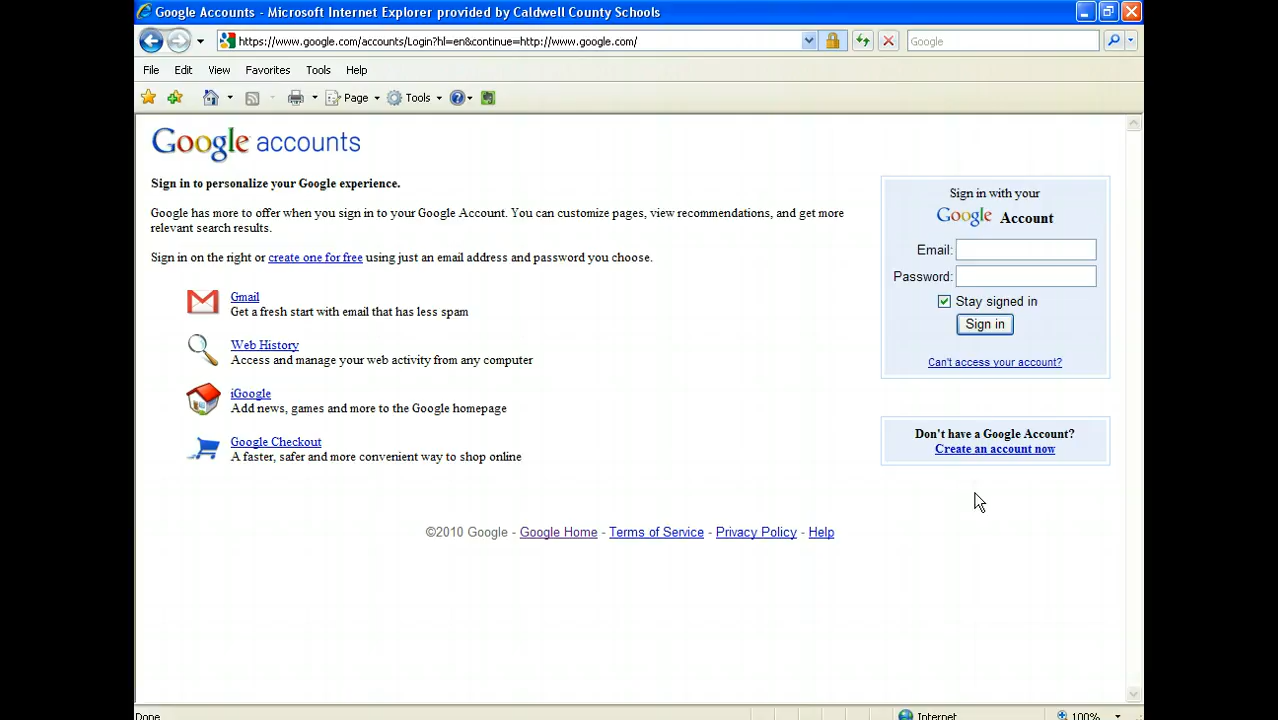 Google Accounts - Microsoft Internet Explorer provided by Caldwell County Schools
https://www.google.com/accounts/Login?hl=en&continue=http://www.google.com/
Google
File Edit View Favorites Tools Help
Page Tools
Google accounts
Sign in to personalize your Google experience.
Google has more to offer when you sign in to your Google Account. You can customize pages, view recommendations, and get more
relevant search results.
Sign in on the right or create one for free using just an email address and password you choose.
Gmail
Get a fresh start with email that has less spam
Web History
Access and manage your web activity from any computer
iGoogle
Add news, games and more to the Google homepage
Google Checkout
A faster, safer and more convenient way to shop online
Sign in with your
Google Account
Email:
Password:
Stay signed in
Sign in
Can't access your account?
Don't have a Google Account?
Create an account now
©2010 Google - Google Home - Terms of Service - Privacy Policy - Help
Done Internet 100%